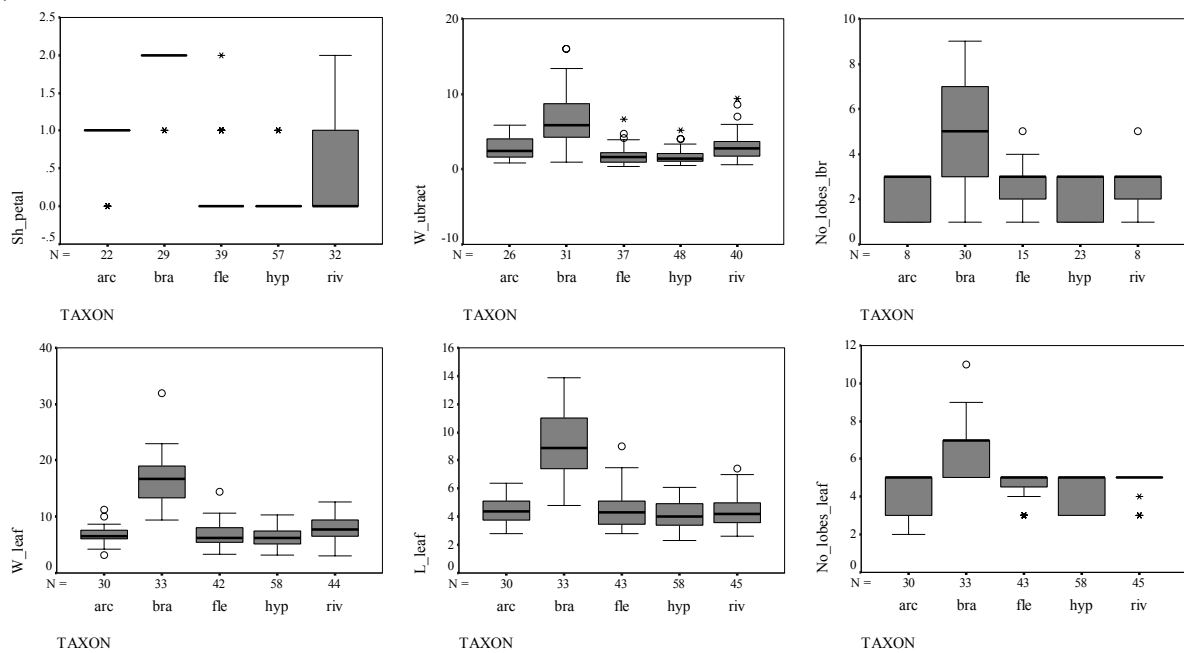 Sh_petal
2.5
2.0
1.5
1.0
.5
0.0
-.5
N = 22 29 39 57 32
arc bra fle hyp riv
TAXON
W_ubract
20
10
0
-10
N = 26 31 37 48 40
arc bra fle hyp riv
TAXON
No_lobes_lbr
10
8
6
4
2
0
N = 8 30 15 23 8
arc bra fle hyp riv
TAXON
W_leaf
40
30
20
10
0
N = 30 33 42 58 44
arc bra fle hyp riv
TAXON
L_leaf
16
14
12
10
8
6
4
2
0
N = 30 33 43 58 45
arc bra fle hyp riv
TAXON
No_lobes_leaf
12
10
8
6
4
2
0
N = 30 33 43 58 45
arc bra fle hyp riv
TAXON